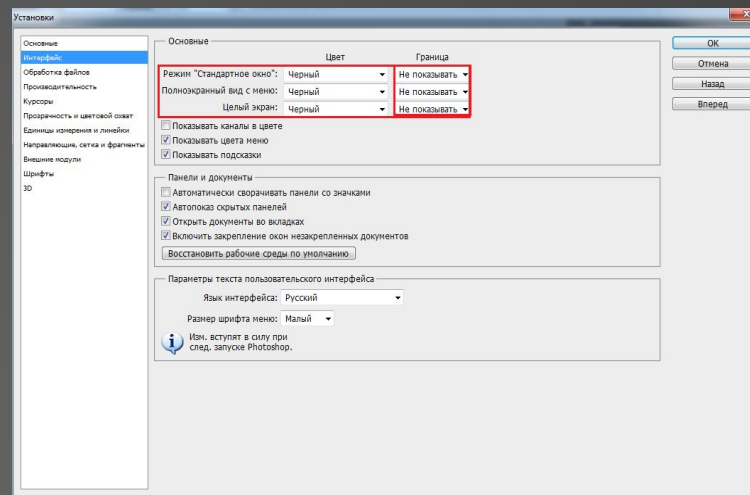 Установки
Основные
Интерфейс
Обработка файлов
Производительность
Курсоры
Прозрачность и цветовой охват
Единицы измерения и линейки
Направляющие, сетка и фрагменты
Внешние модули
Шрифты
3D
Основные
Цвет Граница
Режим "Стандартное окно": Черный Не показывать
Полноэкранный вид с меню: Черный Не показывать
Целый экран: Черный Не показывать
Показывать каналы в цвете
Показывать цвета меню
Показывать подсказки
Панели и документы
Автоматически сворачивать панели со значками
Автопоказ скрытых панелей
Открыть документы во вкладках
Включить закрепление окон незакрепленных документов
Восстановить рабочие среды по умолчанию
Параметры текста пользовательского интерфейса
Язык интерфейса: Русский
Размер шрифта меню: Малый
Изм. вступят в силу при
след. запуске Photoshop.
OK
Отмена
Назад
Вперед